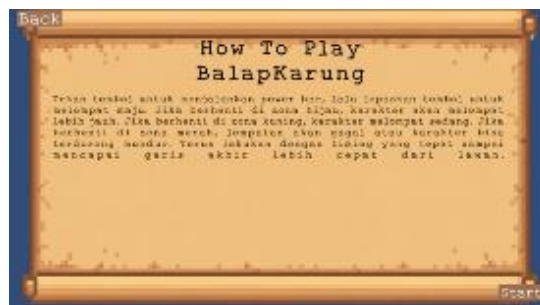 Back
How To Play
BalapKarung
Tekan tombol untuk menjalankan power bar, lalu lepaskan tombol untuk
melompat maju. Jika berhenti di zona hijau, karakter akan melompat
lebih jauh. Jika berhenti di zona kuning, karakter melompat sedang. Jika
berhenti di zona merah, lompatan akan gagal atau karakter bisa
terdorong mundur. Terus lakukan dengan timing yang tepat sampai
mencapai garis akhir lebih cepat dari lawan.
Start